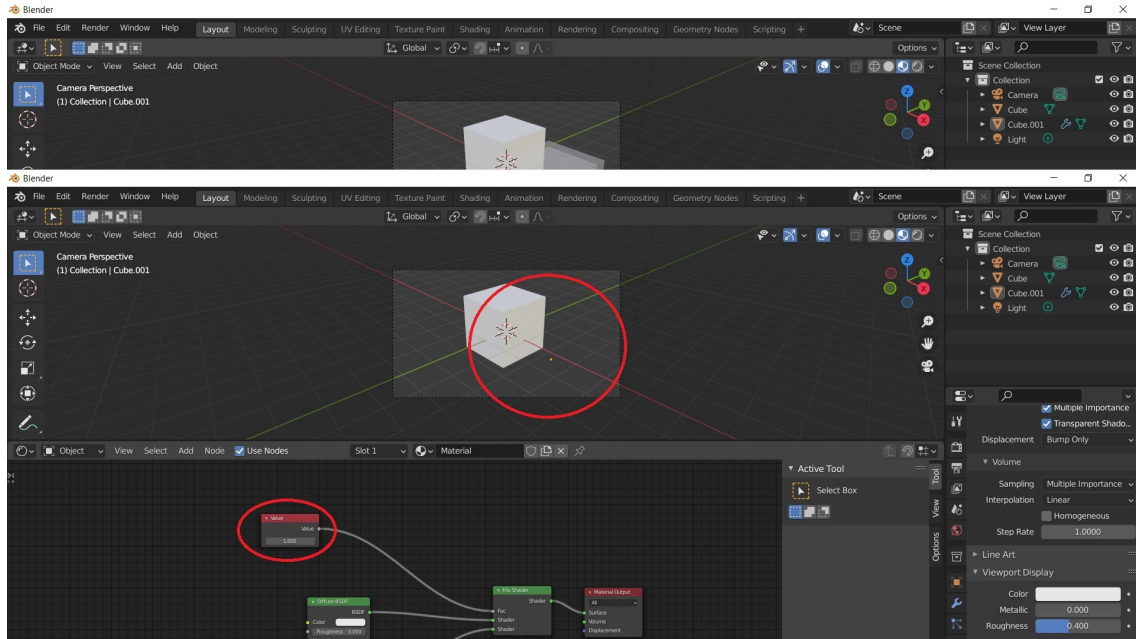 Blender
File Edit Render Window Help Layout Modeling Sculpting UV Editing Texture Paint Shading Animation Rendering Compositing Geometry Nodes Scripting + Scene View Layer
Global Options
Object Mode View Select Add Object
Camera Perspective
(1) Collection | Cube.001
Z
Y
X
Scene Collection
Collection
Camera
Cube
Cube.001
Light
Blender
File Edit Render Window Help Layout Modeling Sculpting UV Editing Texture Paint Shading Animation Rendering Compositing Geometry Nodes Scripting + Scene View Layer
Global Options
Object Mode View Select Add Object
Camera Perspective
(1) Collection | Cube.001
Z
Y
X
Scene Collection
Collection
Camera
Cube
Cube.001
Light
Multiple Importance
Transparent Shado...
Displacement Bump Only
Volume
Sampling Multiple Importance
Interpolation Linear
Homogeneous
Step Rate 1.0000
Line Art
Viewport Display
Color
Metallic 0.000
Roughness 0.400
Object View Select Add Node Use Nodes Slot 1 Material
Active Tool
Select Box
Tool
View
Options
Value
Value
1.000
Diffuse BSDF
BSDF
Color
Roughness 0.000
Mix Shader
Shader
Fac
Shader
Shader
Material Output
All
Surface
Volume
Displacement